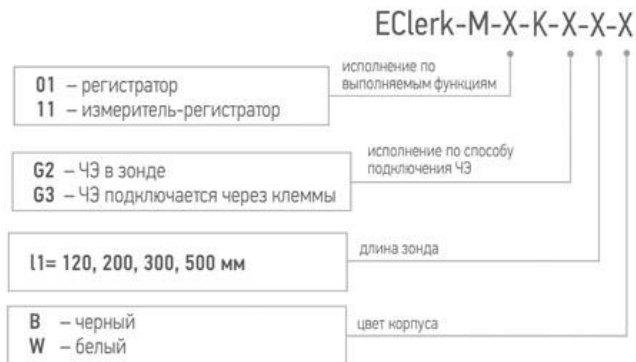 EClerk-M-X-K-X-X-X
исполнение по
выполняемым функциям
01 – регистратор
11 – измеритель-регистратор
исполнение по способу
подключения ЧЭ
G2 – ЧЭ в зонде
G3 – ЧЭ подключается через клеммы
длина зонда
l1= 120, 200, 300, 500 мм
цвет корпуса
B – черный
W – белый